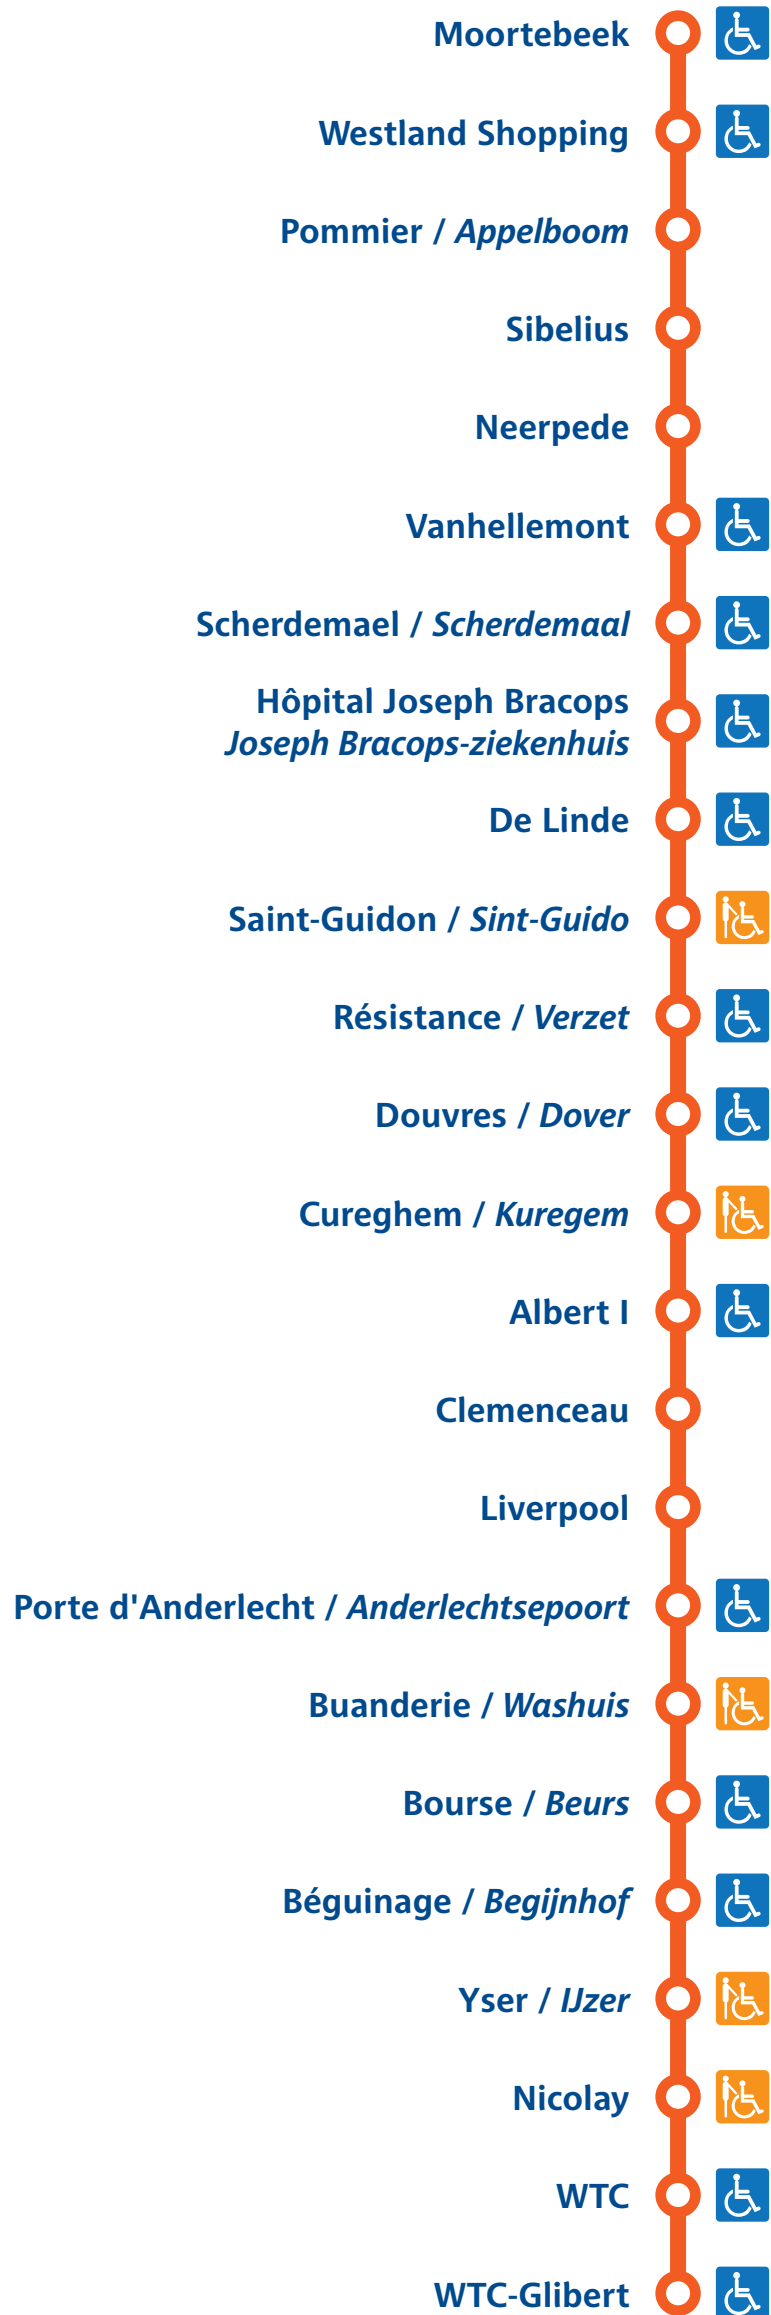 Moortebeek
Westland Shopping
Pommier / Appelboom
Sibelius
Neerpede
Vanhellemont
Scherdemael / Scherdemaal
Hôpital Joseph Bracops
Joseph Bracops-ziekenhuis
De Linde
Saint-Guidon / Sint-Guido
Résistance / Verzet
Douvres / Dover
Cureghem / Kuregem
Albert I
Clemenceau
Liverpool
Porte d'Anderlecht / Anderlechtsepoort
Buanderie / Washuis
Bourse / Beurs
Béguinage / Begijnhof
Yser / IJzer
Nicolay
WTC
WTC-Glibert